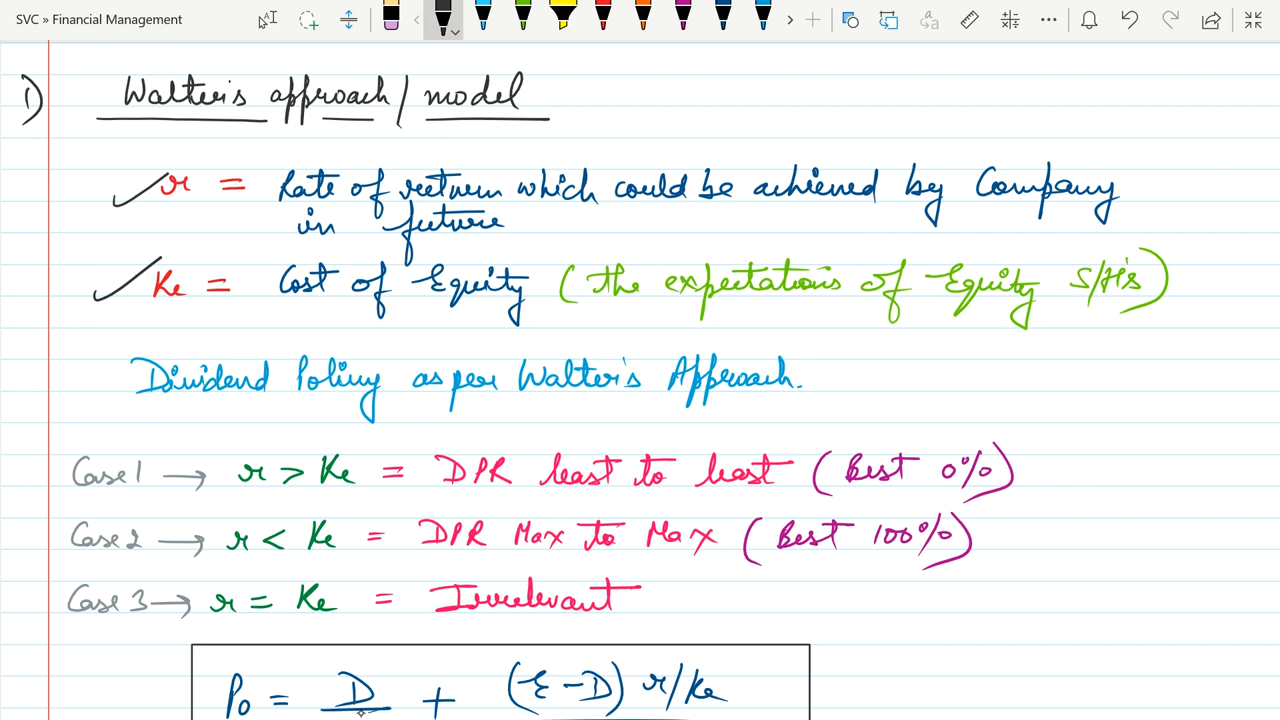 SVC » Financial Management
1) Walter's approach / model
r = Rate of return which could be achieved by Company
in future
Ke = Cost of Equity (The expectations of Equity S/H's)
Dividend Policy as per Walter's Approach.
Case 1 → r > Ke = DPR least to least (Best 0%)
Case 2 → r < Ke = DPR Max to Max (Best 100%)
Case 3 → r = Ke = Irrelevant
P0 = D + (E - D) r/Ke